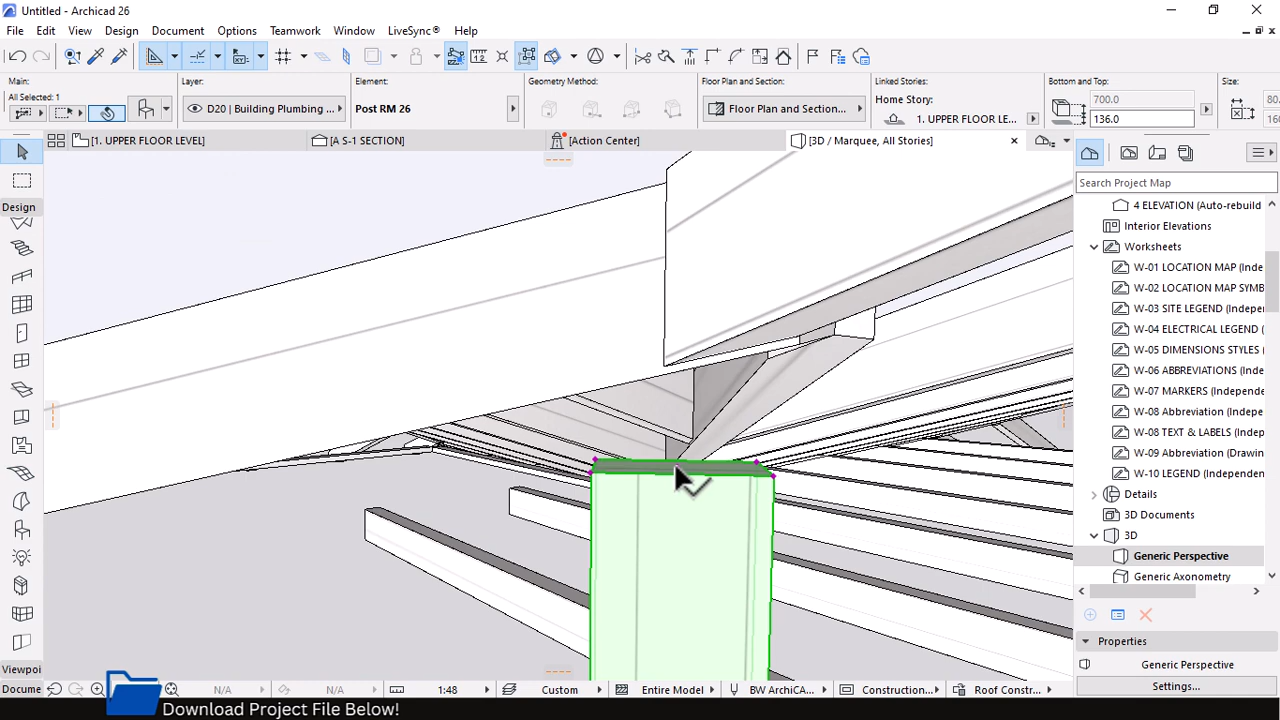 Untitled - Archicad 26
File Edit View Design Document Options Teamwork Window LiveSync® Help
Main: Layer: Element: Geometry Method: Floor Plan and Section: Linked Stories: Bottom and Top: Size:
All Selected: 1
D20 | Building Plumbing ...
Post RM 26
Floor Plan and Section...
Home Story:
1. UPPER FLOOR LE...
700.0
136.0
80.
160.
[1. UPPER FLOOR LEVEL] [A S-1 SECTION] [Action Center] [3D / Marquee, All Stories]
Search Project Map
Design
4 ELEVATION (Auto-rebuild
Interior Elevations
Worksheets
W-01 LOCATION MAP (Inde
W-02 LOCATION MAP SYMB
W-03 SITE LEGEND (Indepen
W-04 ELECTRICAL LEGEND (
W-05 DIMENSIONS STYLES (
W-06 ABBREVIATIONS (Inde
W-07 MARKERS (Independe
W-08 Abbreviation (Indepe
W-08 TEXT & LABELS (Indep
W-09 Abbreviation (Drawin
W-10 LEGEND (Independent
Details
3D Documents
3D
Generic Perspective
Generic Axonometry
Properties
Generic Perspective
Settings...
Viewpoi
Docume
N/A N/A 1:48 Custom Entire Model BW ArchiCA... Construction... Roof Constr...
Download Project File Below!